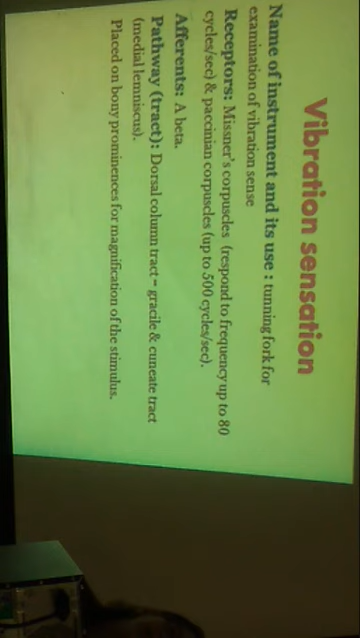 Vibration sensation
Name of instrument and its use : tunning fork for
examination of vibration sense
Receptors: Missner's corpuscles (respond to frequency up to 80
cycles/sec) & paccinian corpuscles (up to 500 cycles/sec).
Afferents: A beta.
Pathway (tract): Dorsal column tract = gracile & cuneate tract
(medial lemniscus).
Placed on bony prominences for magnification of the stimulus.